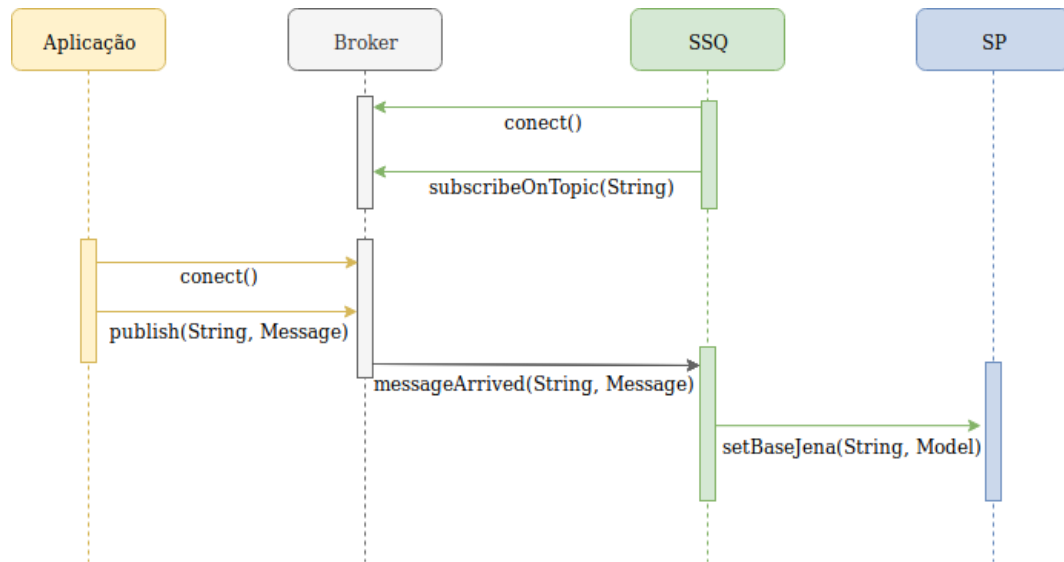 Aplicação
Broker
SSQ
SP
conect()
subscribeOnTopic(String)
conect()
publish(String, Message)
messageArrived(String, Message)
setBaseJena(String, Model)